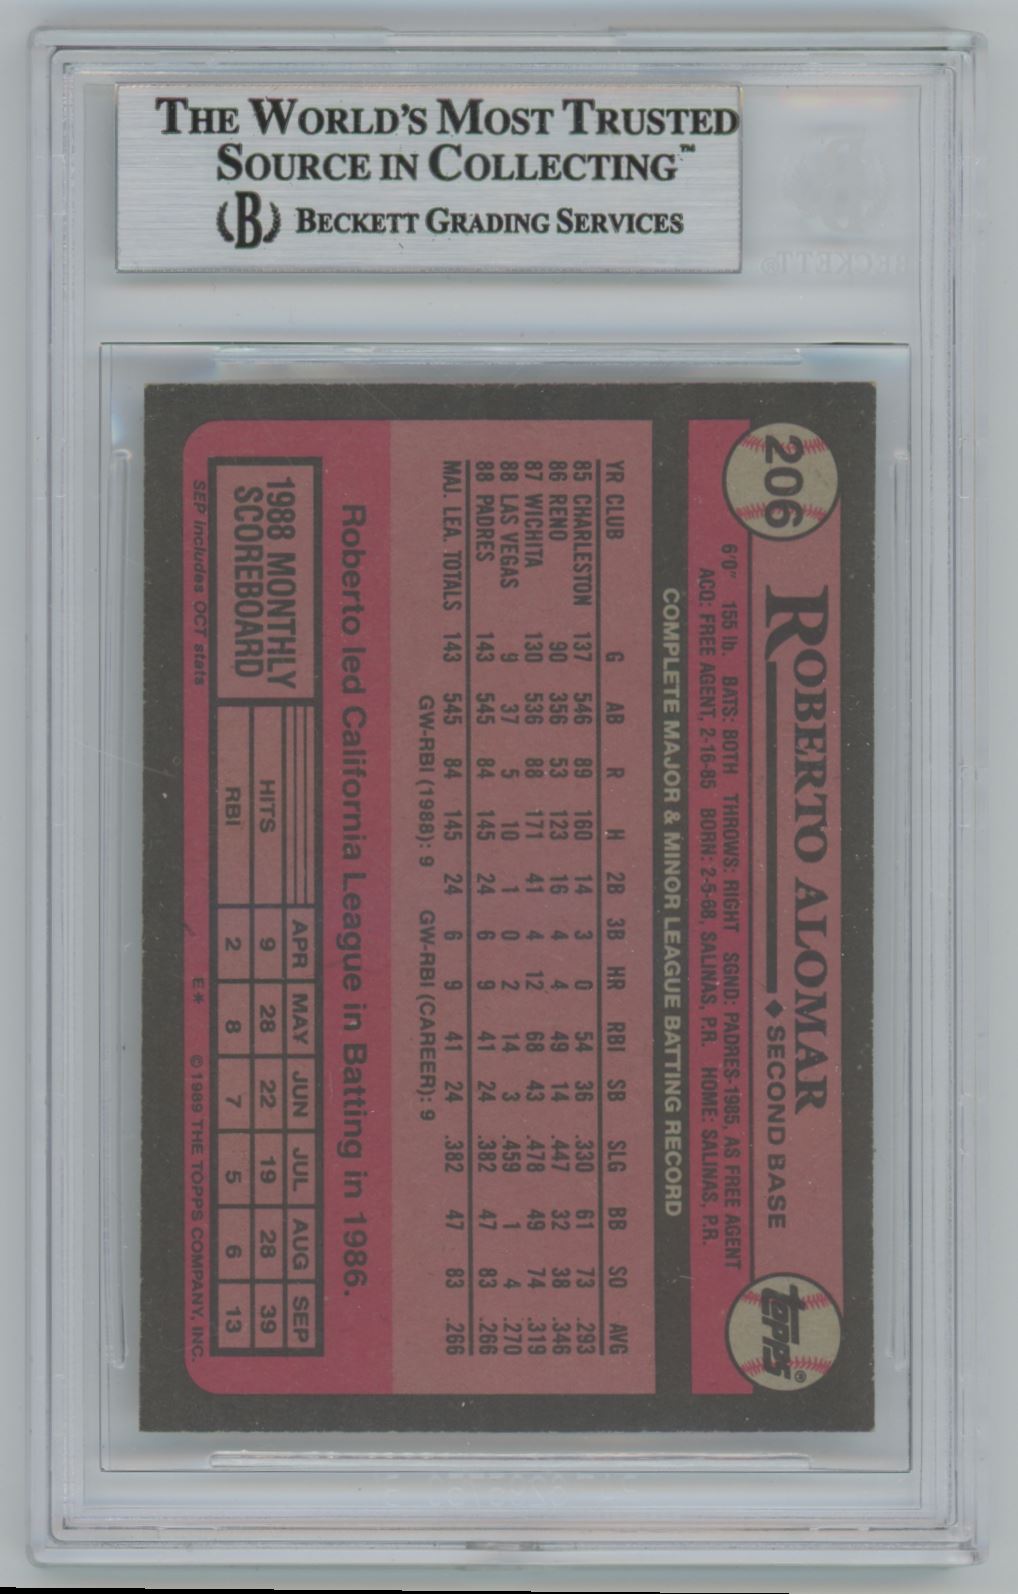 THE WORLD'S MOST TRUSTED
SOURCE IN COLLECTING™
B BECKETT GRADING SERVICES
BECKETT®
206
ROBERTO ALOMAR ◆ SECOND BASE
topps®
6'0" 155 lb. BATS: BOTH THROWS: RIGHT SGND: PADRES-1985, AS FREE AGENT
ACQ: FREE AGENT, 2-16-85 BORN: 2-5-68, SALINAS, P.R. HOME: SALINAS, P.R.
COMPLETE MAJOR & MINOR LEAGUE BATTING RECORD
YR CLUB G AB R H 2B 3B HR RBI SB SLG BB SO AVG
85 CHARLESTON 137 546 89 160 14 3 0 54 36 .330 61 73 .293
86 RENO 90 356 53 123 16 4 4 49 14 .447 32 38 .346
87 WICHITA 130 536 88 171 41 4 12 68 43 .478 49 74 .319
88 LAS VEGAS 9 37 5 10 1 0 2 14 3 .459 1 4 .270
88 PADRES 143 545 84 145 24 6 9 41 24 .382 47 83 .266
MAJ. LEA. TOTALS 143 545 84 145 24 6 9 41 24 .382 47 83 .266
GW-RBI (1988): 9 GW-RBI (CAREER): 9
Roberto led California League in Batting in 1986.
1988 MONTHLY
SCOREBOARD
APR MAY JUN JUL AUG SEP
HITS 9 28 22 19 28 39
RBI 2 8 7 5 6 13
SEP includes OCT stats E* © 1989 THE TOPPS COMPANY, INC.